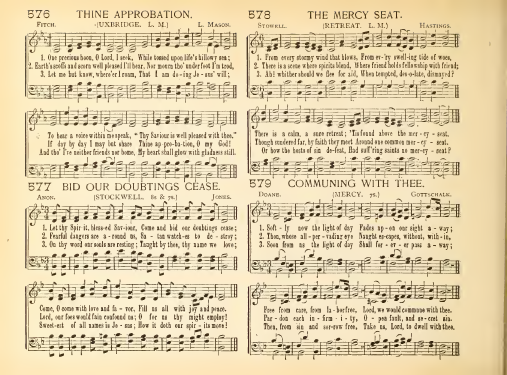 576 THINE APPROBATION.
FITCH. (UXBRIDGE. L. M.) L. MASON.
1. One precious boon, O Lord, I seek, While tossed upon life's billowy sea;
2. Earth's scoffs and scorn well pleased I'll bear, Nor mourn tho' under foot I'm trod,
3. Let me but know, where'er I roam, That I am do-ing Je-sus' will;
To hear a voice within me speak, "Thy Saviour is well pleased with thee."
If day by day I may but share Thine ap-pro-ba-tion, O my God!
And tho' I've neither friends nor home, My heart shall glow with gladness still.
577 BID OUR DOUBTINGS CEASE.
ANON. (STOCKWELL. 8s & 7s.) JONES.
1. Let thy Spir-it, bless-ed Sav-iour, Come and bid our doubtings cease;
2. Fearful dangers are a-round us, Sa-tan watch-es to de-stroy;
3. On thy word our souls are resting; Taught by thee, thy name we love;
Come, O come with love and fa-vor, Fill us all with joy and peace.
Lord, our foes would fain confound us; O for us thy might employ!
Sweet-est of all names is Je-sus; How it doth our spir-its move!
578 THE MERCY SEAT.
STOWELL. (RETREAT. L. M.) HASTINGS.
1. From every stormy wind that blows, From ev-'ry swell-ing tide of woes,
2. There is a scene where spirits blend, Where friend holds fellowship with friend;
3. Ah! whither should we flee for aid, When tempted, des-o-late, dismayed?
There is a calm, a sure retreat; 'Tis found above the mer-cy-seat.
Though sundered far, by faith they meet Around one common mer-cy-seat.
Or how the hosts of sin de-feat, Had suff'ring saints no mer-cy-seat?
579 COMMUNING WITH THEE.
DOANE. (MERCY. 7s.) GOTTSCHALK.
1. Soft-ly now the light of day Fades up-on our sight a-way;
2. Thou, whose all-per-vading eye Naught es-capes, without, with-in,
3. Soon from us the light of day Shall for-ev-er pass a-way;
Free from care, from la-bor free, Lord, we would commune with thee.
Par-don each in-firm-i-ty, O-pen fault, and se-cret sin.
Then, from sin and sor-row free, Take us, Lord, to dwell with thee.